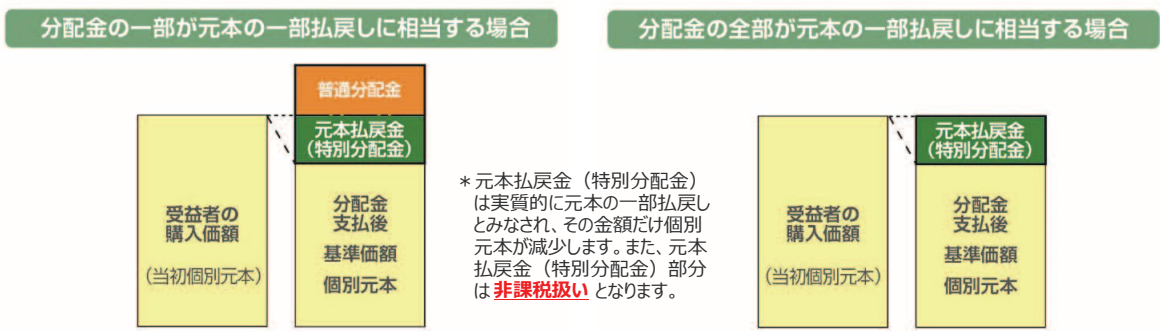 分配金の一部が元本の一部払戻しに相当する場合
普通分配金
元本払戻金
(特別分配金)
受益者の
購入価額
(当初個別元本)
分配金
支払後
基準価額
個別元本
＊元本払戻金（特別分配金）
は実質的に元本の一部払戻し
とみなされ、その金額だけ個別
元本が減少します。また、元本
払戻金（特別分配金）部分
は非課税扱いとなります。
分配金の全部が元本の一部払戻しに相当する場合
元本払戻金
(特別分配金)
受益者の
購入価額
(当初個別元本)
分配金
支払後
基準価額
個別元本